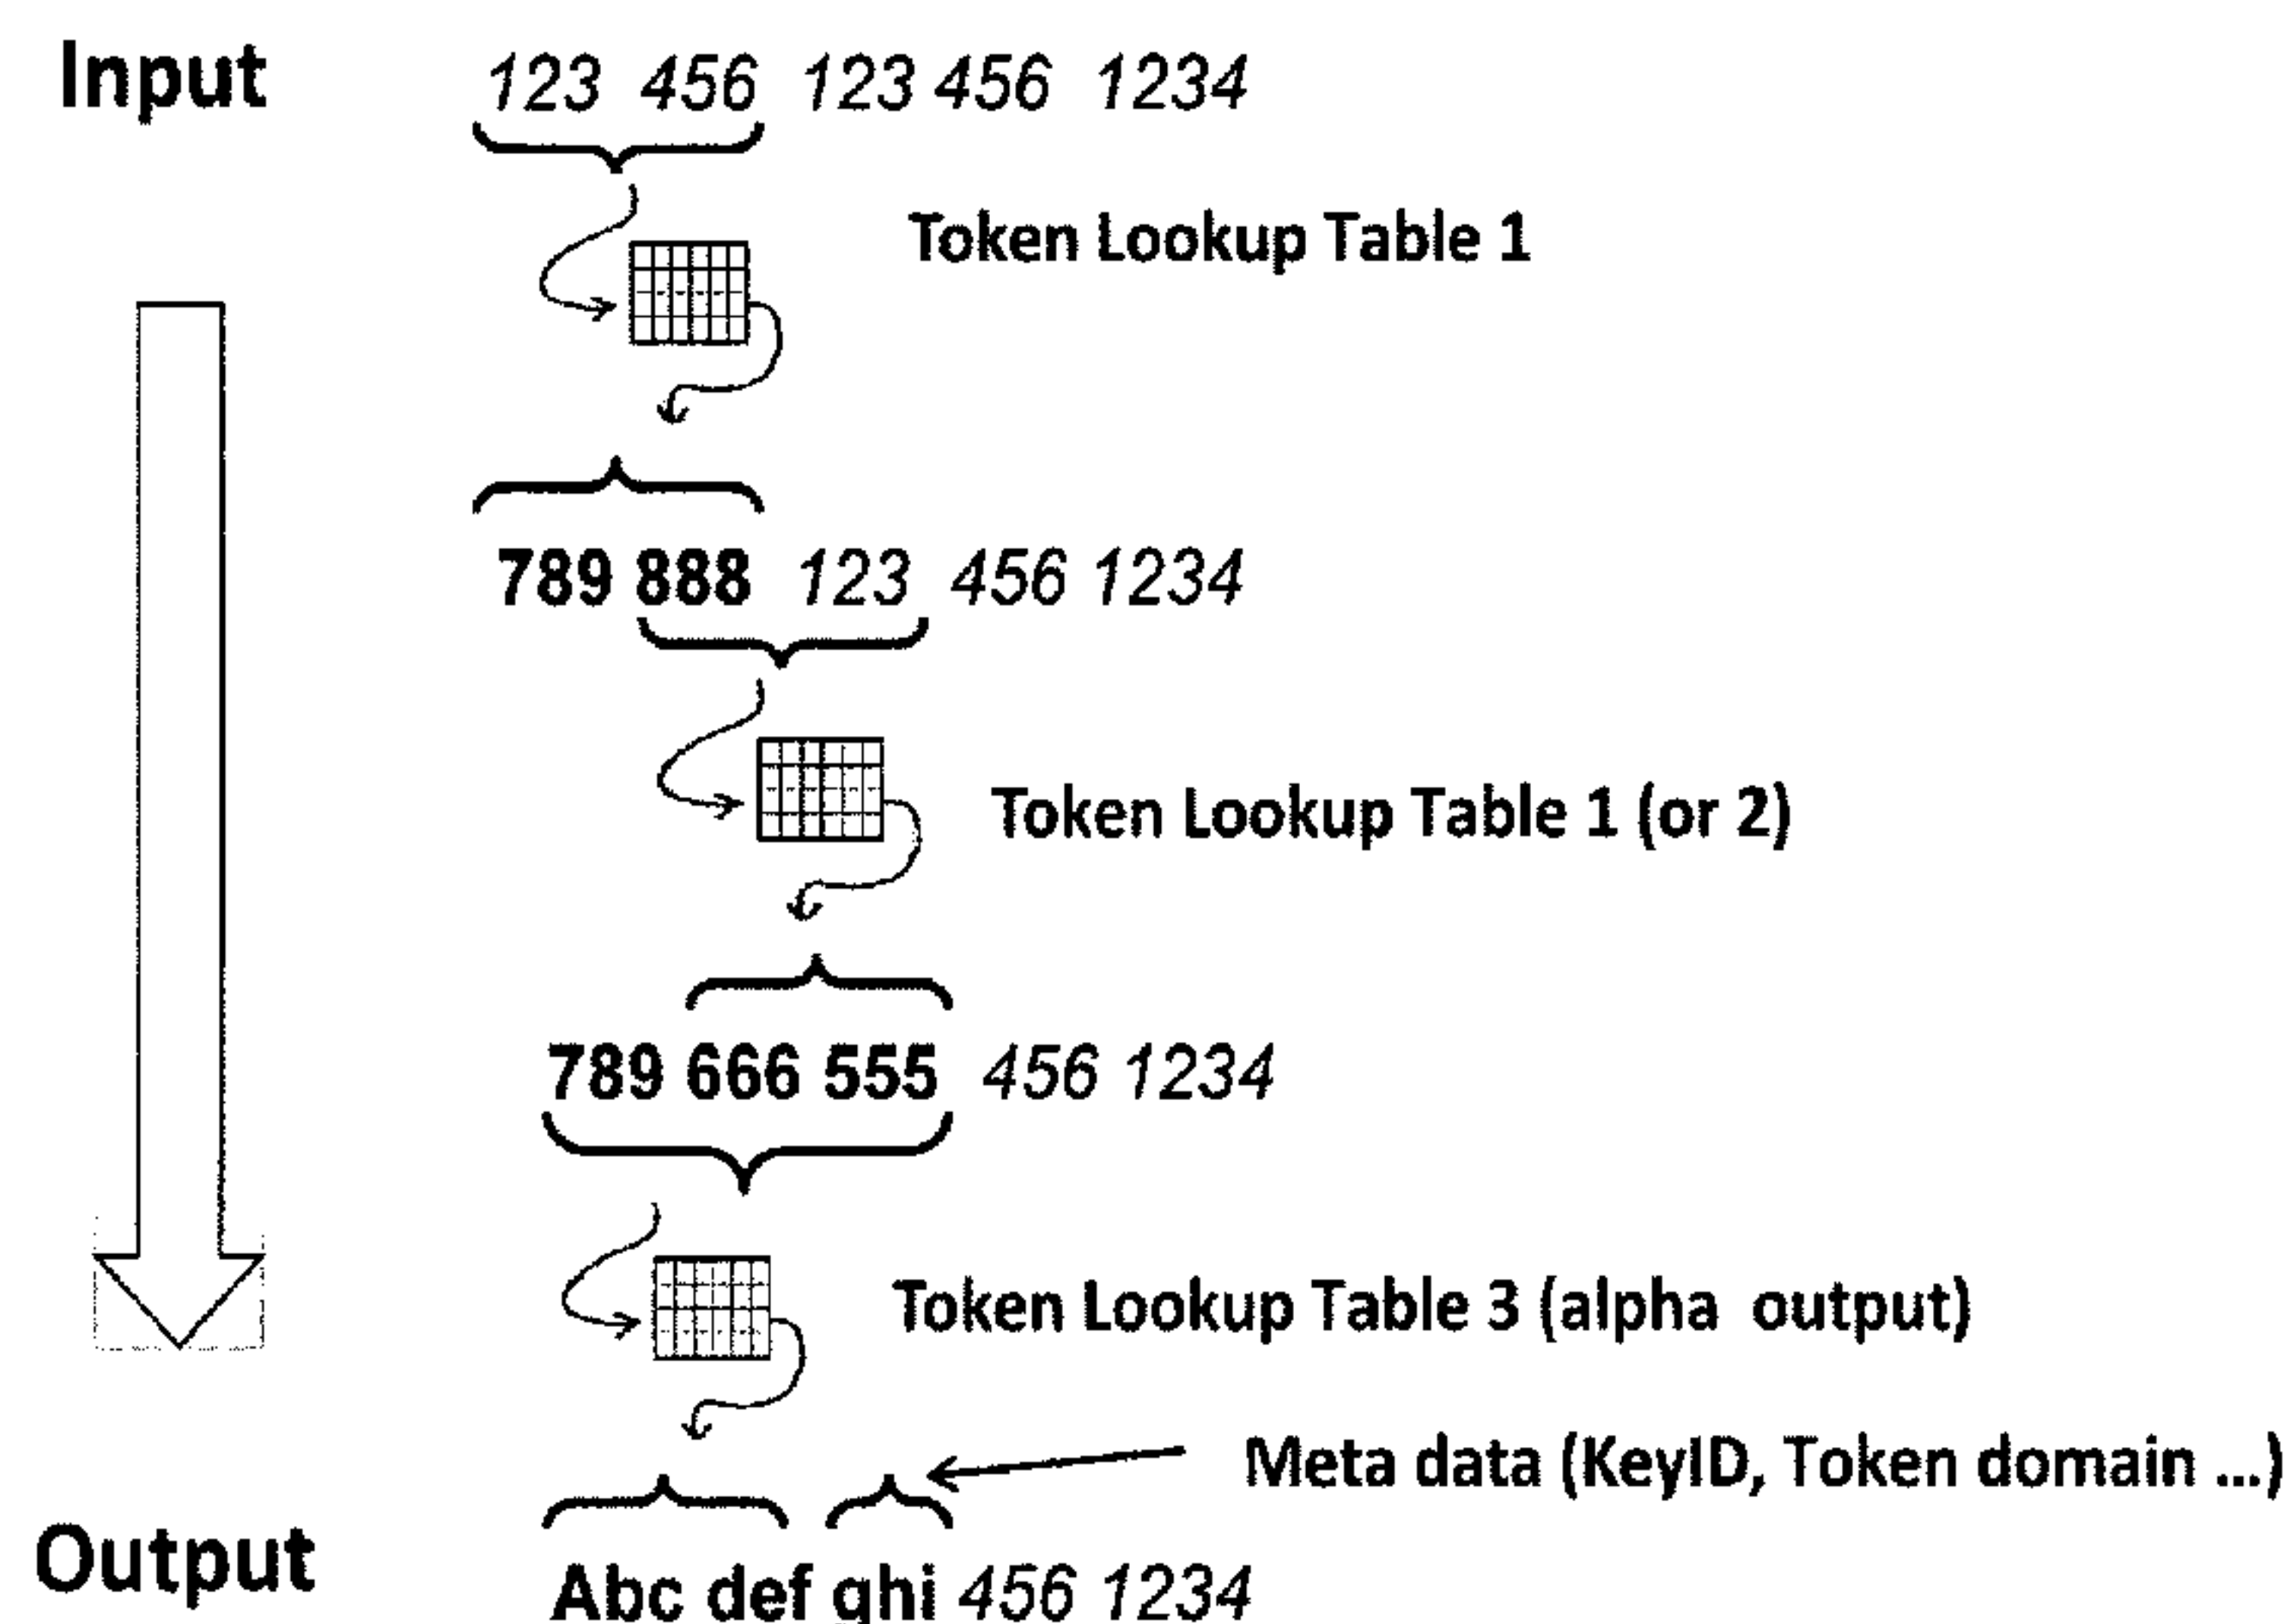 Input 123 456 123 456 1234
Token Lookup Table 1
789 888 123 456 1234
Token Lookup Table 1 (or 2)
789 666 555 456 1234
Token Lookup Table 3 (alpha output)
Meta data (KeyID, Token domain ...)
Output Abc def ghi 456 1234